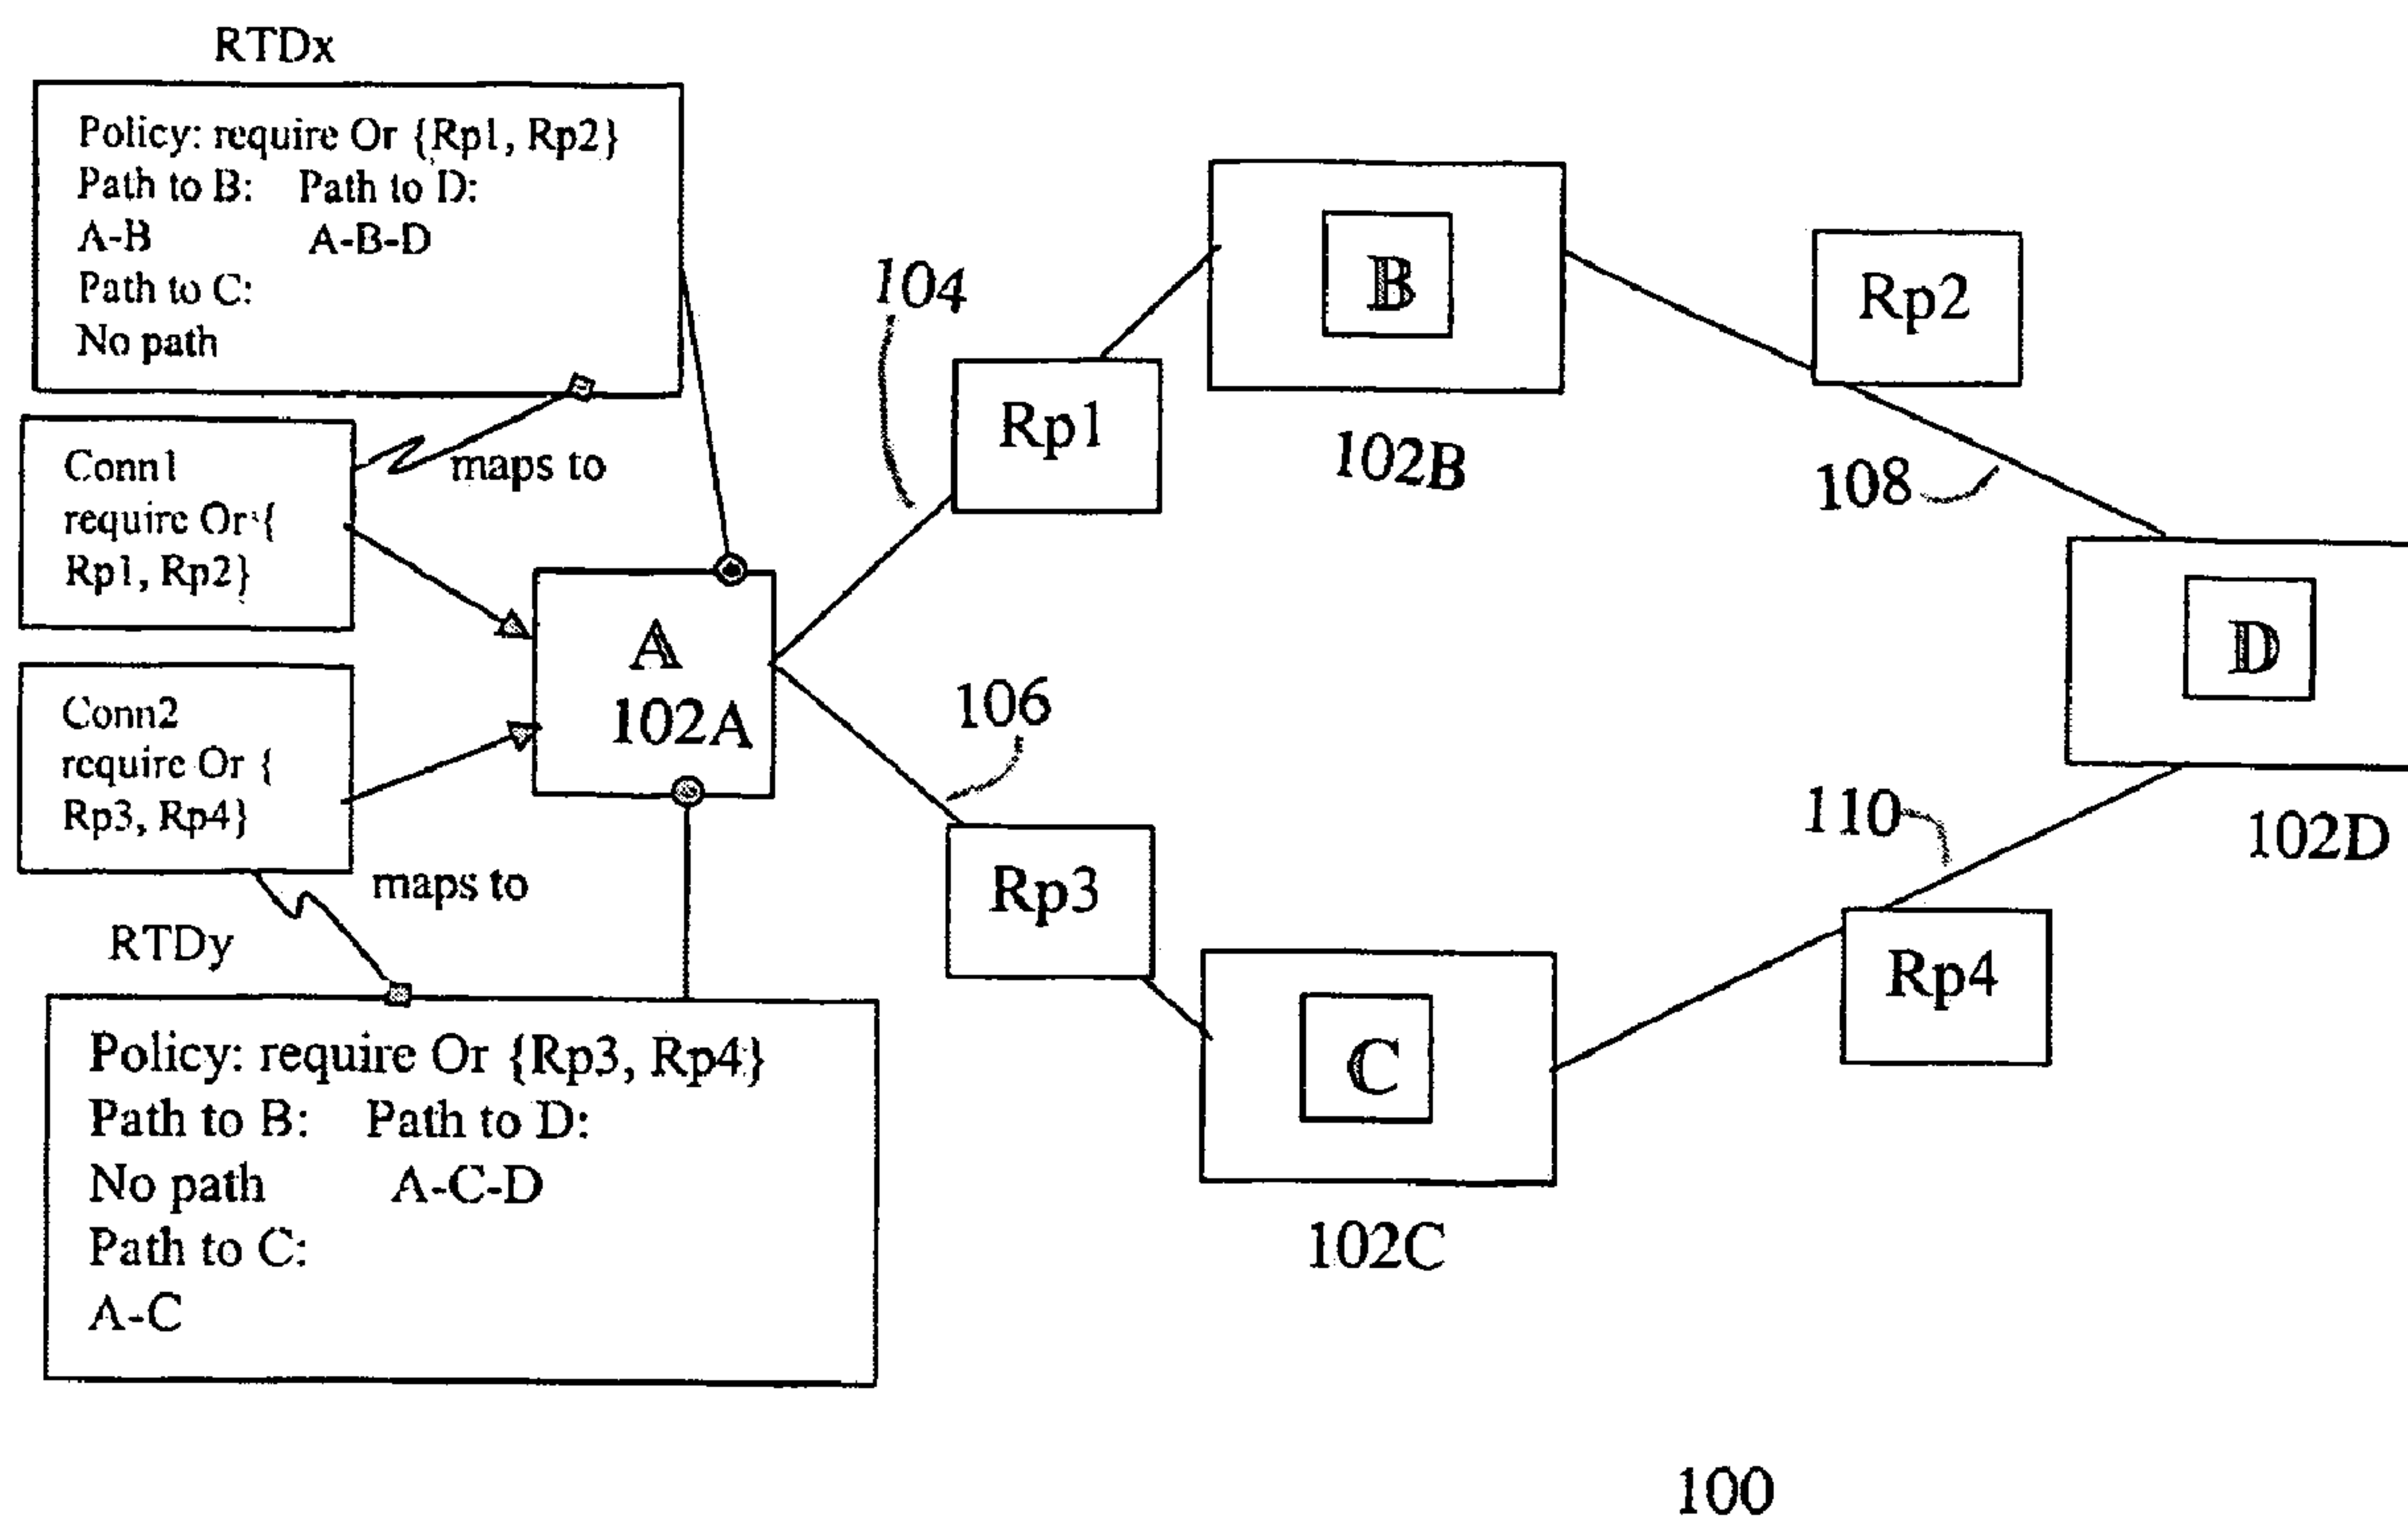 RTDx
Policy: require Or {Rp1, Rp2}
Path to B: Path to D:
A-B A-B-D
Path to C:
No path
Conn1
require Or {
Rp1, Rp2}
maps to
Conn2
require Or {
Rp3, Rp4}
maps to
RTDy
Policy: require Or {Rp3, Rp4}
Path to B: Path to D:
No path A-C-D
Path to C:
A-C
A
102A
104
Rp1
B
102B
Rp2
108
D
102D
106
Rp3
C
102C
110
Rp4
100